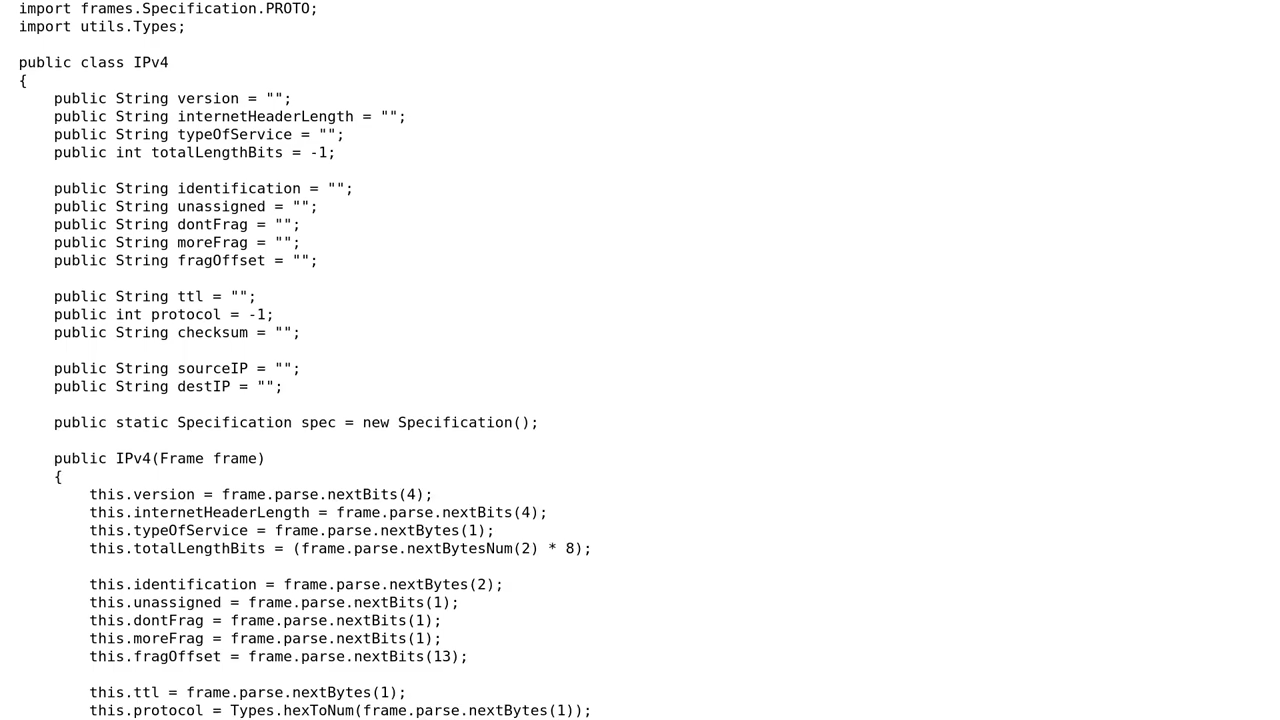 import frames.Specification.PROTO;
import utils.Types;

public class IPv4
{
    public String version = "";
    public String internetHeaderLength = "";
    public String typeOfService = "";
    public int totalLengthBits = -1;

    public String identification = "";
    public String unassigned = "";
    public String dontFrag = "";
    public String moreFrag = "";
    public String fragOffset = "";

    public String ttl = "";
    public int protocol = -1;
    public String checksum = "";

    public String sourceIP = "";
    public String destIP = "";

    public static Specification spec = new Specification();

    public IPv4(Frame frame)
    {
        this.version = frame.parse.nextBits(4);
        this.internetHeaderLength = frame.parse.nextBits(4);
        this.typeOfService = frame.parse.nextBytes(1);
        this.totalLengthBits = (frame.parse.nextBytesNum(2) * 8);

        this.identification = frame.parse.nextBytes(2);
        this.unassigned = frame.parse.nextBits(1);
        this.dontFrag = frame.parse.nextBits(1);
        this.moreFrag = frame.parse.nextBits(1);
        this.fragOffset = frame.parse.nextBits(13);

        this.ttl = frame.parse.nextBytes(1);
        this.protocol = Types.hexToNum(frame.parse.nextBytes(1));